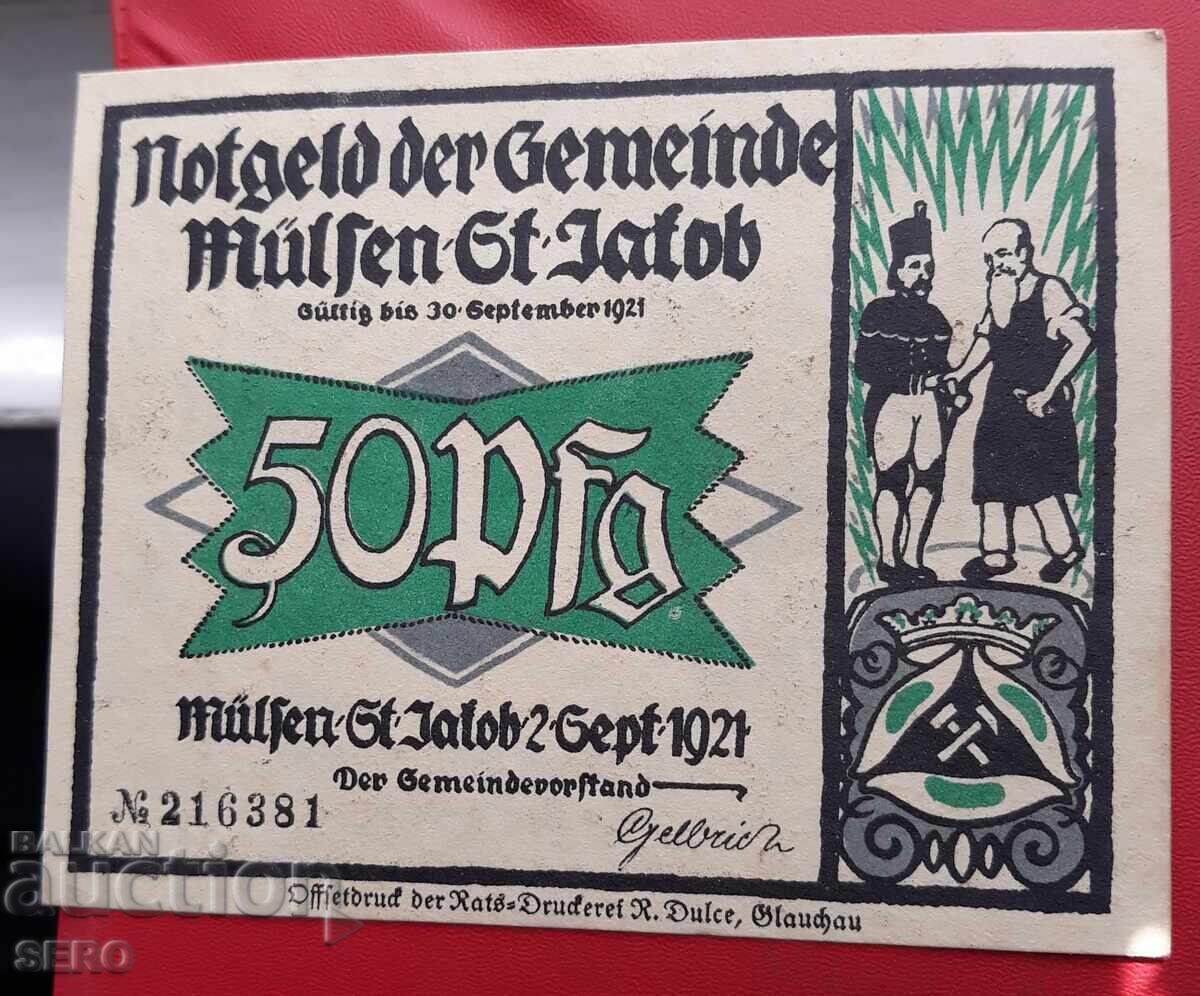 Notgeld der Gemeinde
Mülsen·St·Jakob
Gültig bis 30·September 1921
50 Pfg
Mülsen·St·Jakob·2·Sept·1921
Der Gemeindevorstand
№ 216381
Gelbrich
Offsetdruck der Rats=Druckerei R. Dulce, Glauchau
BALKAN
auction
SERO